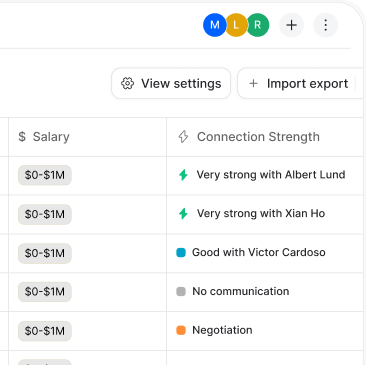 M L R
View settings Import export
$ Salary Connection Strength
$0-$1M Very strong with Albert Lund
$0-$1M Very strong with Xian Ho
$0-$1M Good with Victor Cardoso
$0-$1M No communication
$0-$1M Negotiation